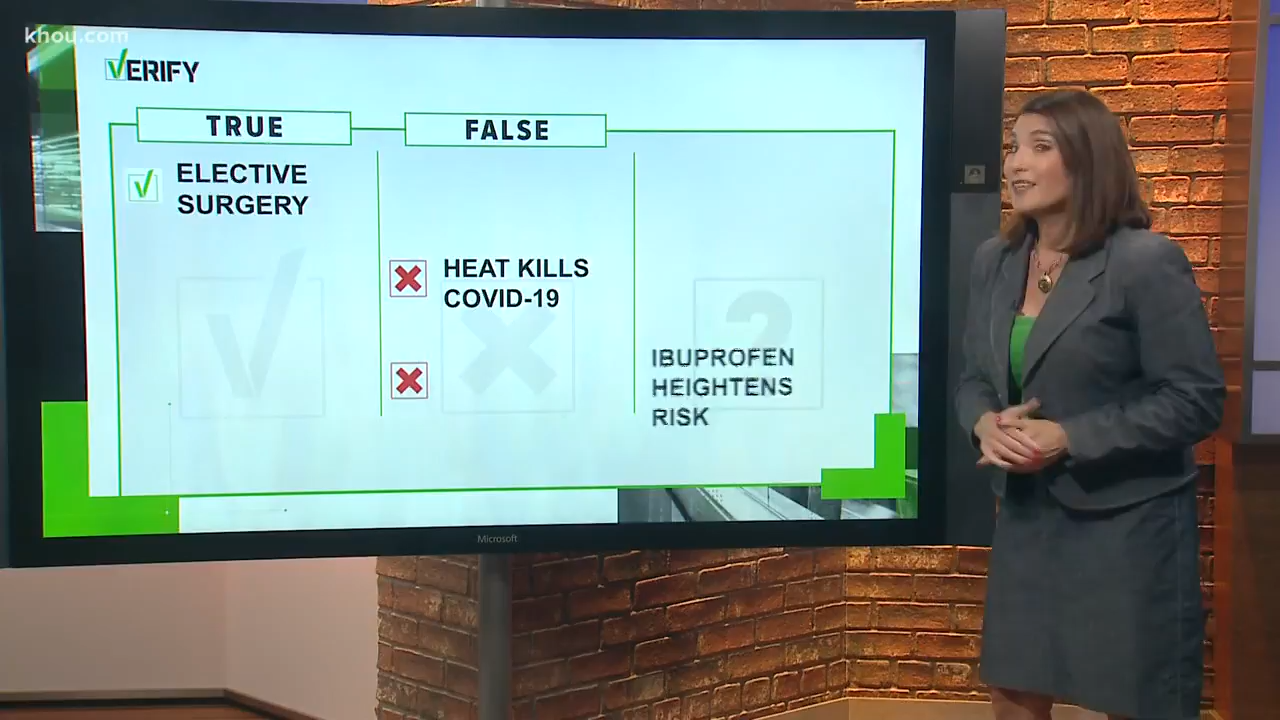 khou.com
VERIFY
TRUE
FALSE
ELECTIVE
SURGERY
HEAT KILLS
COVID-19
?
IBUPROFEN
HEIGHTENS
RISK
Microsoft